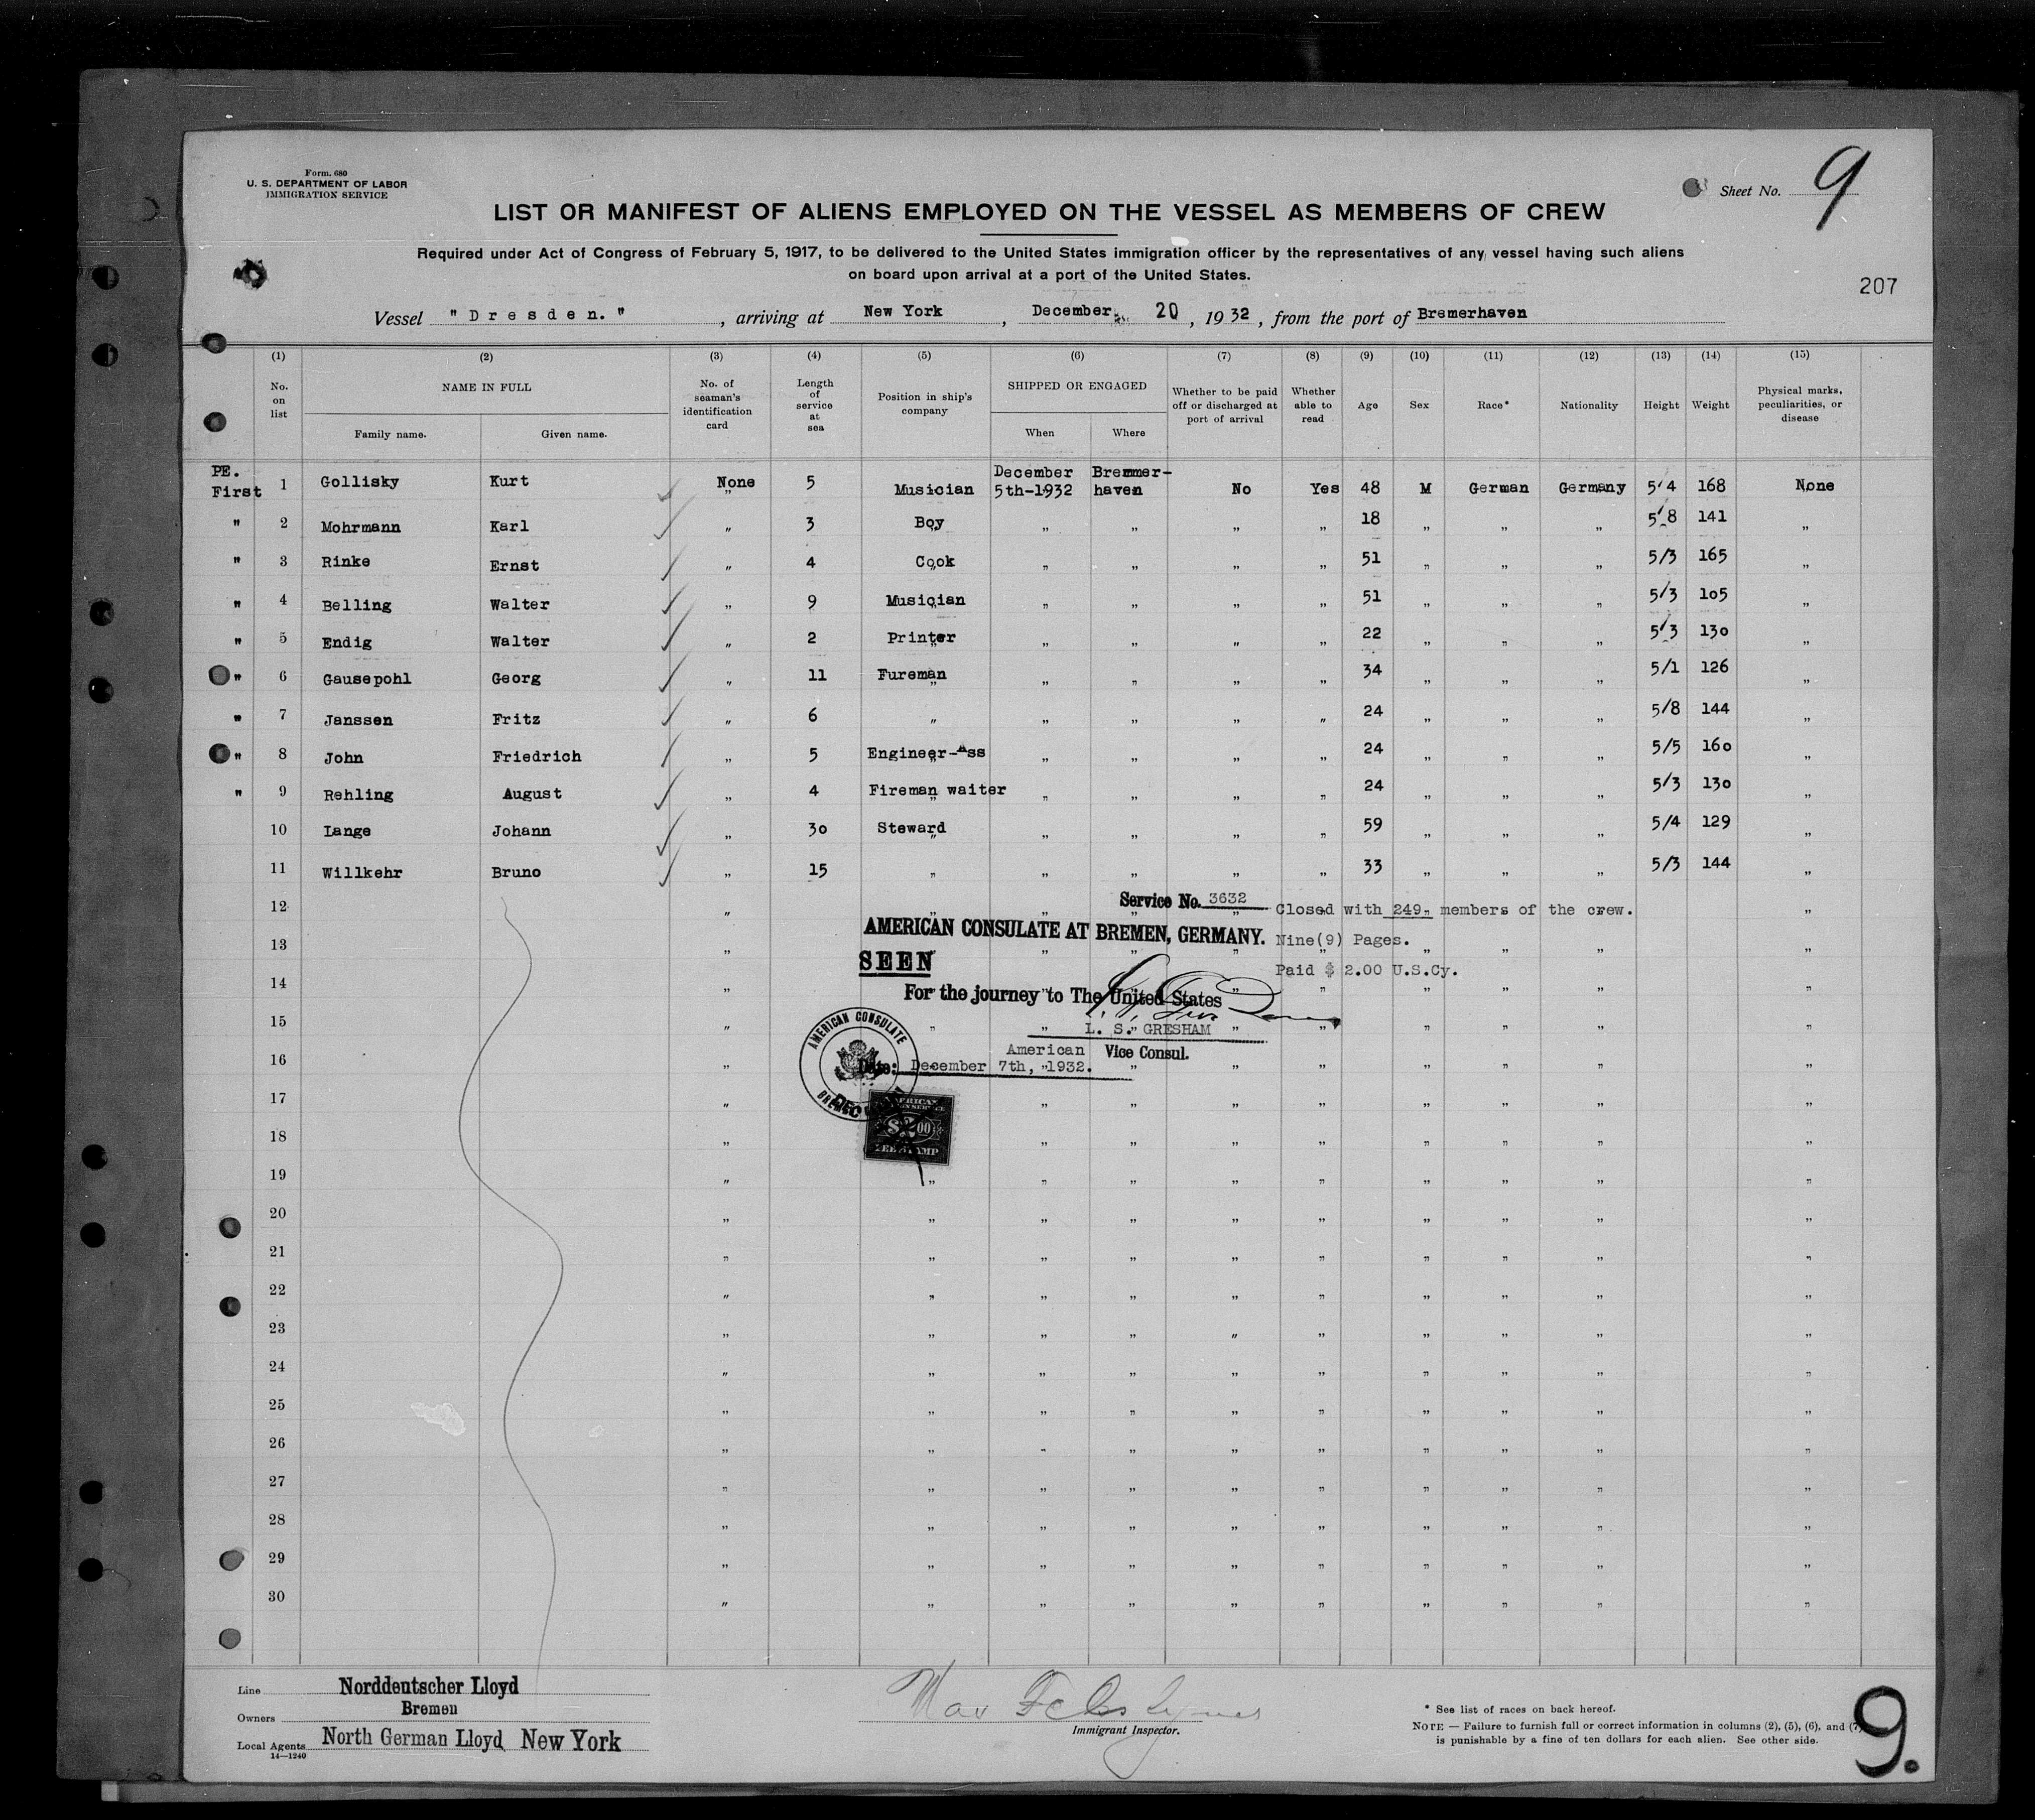 Form. 680
U. S. DEPARTMENT OF LABOR
IMMIGRATION SERVICE
Sheet No. 9
LIST OR MANIFEST OF ALIENS EMPLOYED ON THE VESSEL AS MEMBERS OF CREW
Required under Act of Congress of February 5, 1917, to be delivered to the United States immigration officer by the representatives of any vessel having such aliens
on board upon arrival at a port of the United States.
207
Vessel "Dresden.", arriving at New York, December 20, 1932, from the port of Bremerhaven
(1) (2) (3) (4) (5) (6) (7) (8) (9) (10) (11) (12) (13) (14) (15)
No. on list NAME IN FULL Family name. Given name. No. of seaman's identification card Length of service at sea Position in ship's company SHIPPED OR ENGAGED When Where Whether to be paid off or discharged at port of arrival Whether able to read Age Sex Race* Nationality Height Weight Physical marks, peculiarities, or disease
PE. First 1 Gollisky Kurt None 5 Musician December 5th-1932 Bremmer-haven No Yes 48 M German Germany 5'4 168 None
" 2 Mohrmann Karl " 3 Boy " " " " 18 " " " 5'8 141 "
" 3 Rinke Ernst " 4 Cook " " " " 51 " " " 5/3 165 "
" 4 Belling Walter " 9 Musician " " " " 51 " " " 5/3 105 "
" 5 Endig Walter " 2 Printer " " " " 22 " " " 5'3 130 "
" 6 Gausepohl Georg " 11 Fureman " " " " 34 " " " 5/1 126 "
" 7 Janssen Fritz " 6 " " " " " 24 " " " 5/8 144 "
" 8 John Friedrich " 5 Engineer-Ass " " " " 24 " " " 5/5 160 "
" 9 Rehling August " 4 Fireman waiter " " " " 24 " " " 5/3 130 "
10 Lange Johann " 30 Steward " " " " 59 " " " 5/4 129 "
11 Willkehr Bruno " 15 " " " " " 33 " " " 5/3 144 "
12 " Service No. 3632 Closed with 249 members of the crew. "
13 " AMERICAN CONSULATE AT BREMEN, GERMANY. Nine(9) Pages. " " " "
SEEN Paid $ 2.00 U.S.Cy.
14 " For the journey to The United States " " " " "
15 " " " L. S. GRESHAM " " " " " "
AMERICAN CONSULATE
16 " American Vice Consul. " " " " " "
Date: December 7th, 1932.
17 " " " " " " " " "
AMERICAN
$2.00
FEE STAMP
18 " " " " " " " " "
19 " " " " " " " " " "
20 " " " " " " " " " "
21 " " " " " " " " " "
22 " " " " " " " " " "
23 " " " " " " " " " "
24 " " " " " " " " " "
25 " " " " " " " " " "
26 " " " " " " " " " "
27 " " " " " " " " " "
28 " " " " " " " " " "
29 " " " " " " " " " "
30 " " " " " " " " " "
Line Norddeutscher Lloyd
Owners Bremen
Local Agents North German Lloyd New York
14—1240
Max
Immigrant Inspector.
* See list of races on back hereof.
NOTE — Failure to furnish full or correct information in columns (2), (5), (6), and (7)
is punishable by a fine of ten dollars for each alien. See other side.
9.